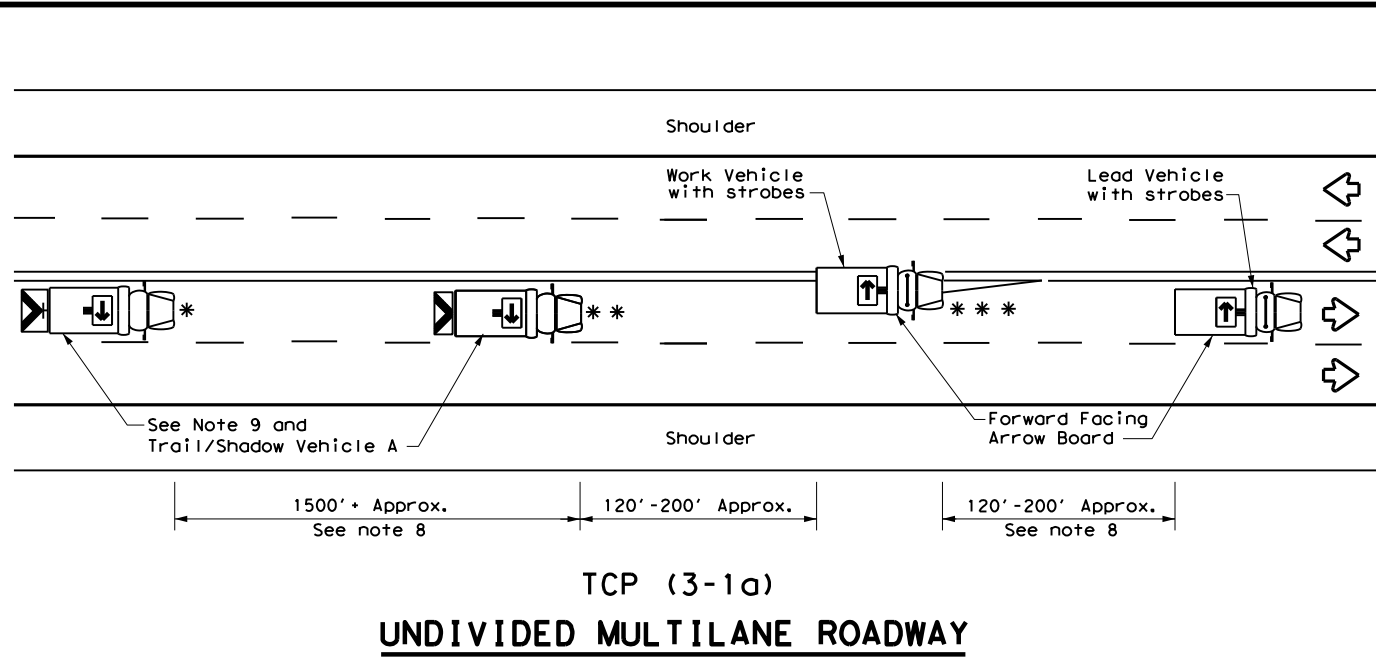 Shoulder
Work Vehicle
with strobes
Lead Vehicle
with strobes
*
* *
* * *
See Note 9 and
Trail/Shadow Vehicle A
Shoulder
Forward Facing
Arrow Board
1500'+ Approx.
See note 8
120'-200' Approx.
120'-200' Approx.
See note 8
TCP (3-1a)
UNDIVIDED MULTILANE ROADWAY